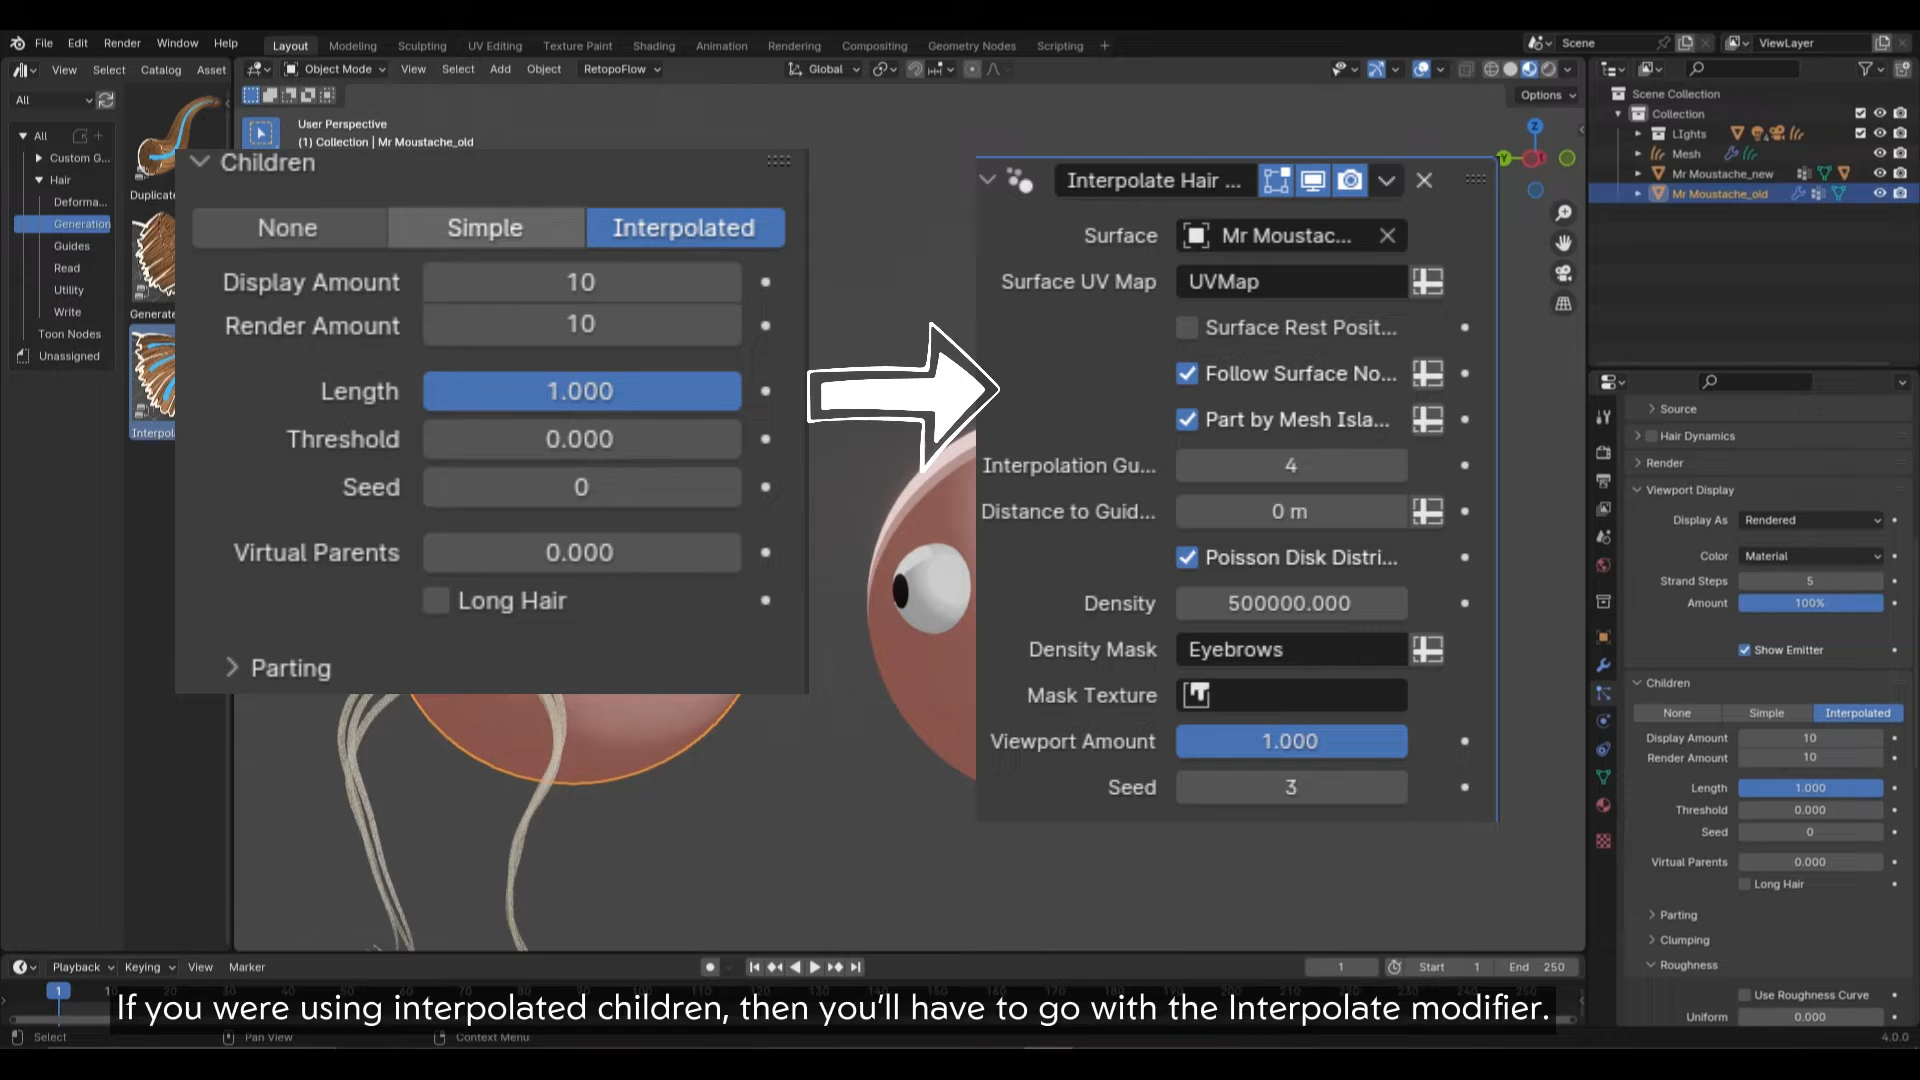 File Edit Render Window Help Layout Modeling Sculpting UV Editing Texture Paint Shading Animation Rendering Compositing Geometry Nodes Scripting + Scene ViewLayer
View Select Catalog Asset Object Mode View Select Add Object RetopoFlow Global
All
Options
User Perspective
(1) Collection | Mr Moustache_old
All
Custom G...
Hair
Deforma...
Generation
Guides
Read
Utility
Write
Toon Nodes
Unassigned
Duplicate
Generate
Interpol
Children
None Simple Interpolated
Display Amount 10
Render Amount 10
Length 1.000
Threshold 0.000
Seed 0
Virtual Parents 0.000
Long Hair
Parting
Interpolate Hair ...
Surface Mr Moustac...
Surface UV Map UVMap
Surface Rest Posit...
Follow Surface No...
Part by Mesh Isla...
Interpolation Gu... 4
Distance to Guid... 0 m
Poisson Disk Distri...
Density 500000.000
Density Mask Eyebrows
Mask Texture
Viewport Amount 1.000
Seed 3
Z
Y
Scene Collection
Collection
LIghts
Mesh
Mr Moustache_new
Mr Moustache_old
Source
Hair Dynamics
Render
Viewport Display
Display As Rendered
Color Material
Strand Steps 5
Amount 100%
Show Emitter
Children
None Simple Interpolated
Display Amount 10
Render Amount 10
Length 1.000
Threshold 0.000
Seed 0
Virtual Parents 0.000
Long Hair
Parting
Clumping
Roughness
Use Roughness Curve
Uniform 0.000
Playback Keying View Marker 1 Start 1 End 250
1
If you were using interpolated children, then you'll have to go with the Interpolate modifier.
Select Pan View Context Menu 4.0.0